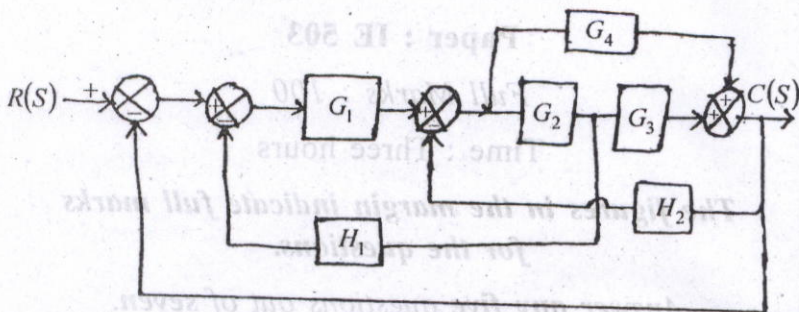 Paper : IE 503
G4
Full Marks 100
R(S) + − + − G1 + − G2 G3 + + C(S)
Time : Three hours
The figures in the margin indicate full marks
H2
H1
for the questions.
Answer any five questions out of seven.